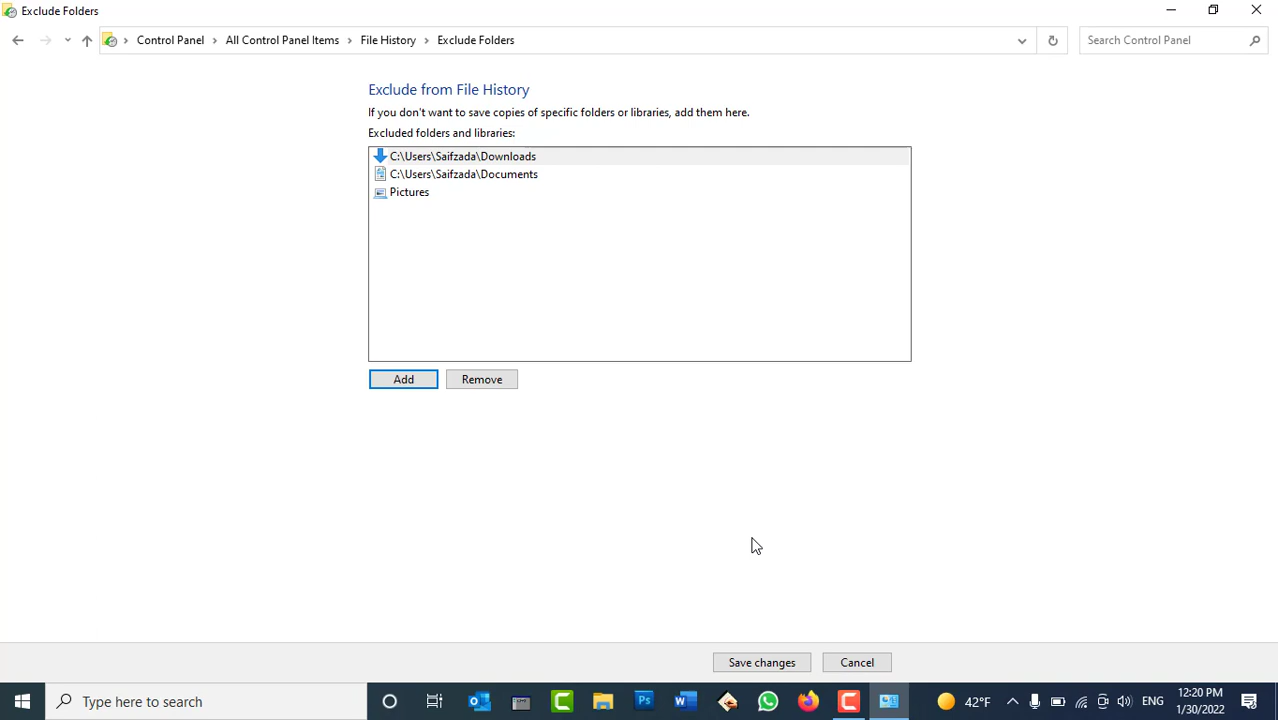 Exclude Folders
Control Panel > All Control Panel Items > File History > Exclude Folders
Search Control Panel
Exclude from File History
If you don't want to save copies of specific folders or libraries, add them here.
Excluded folders and libraries:
C:\Users\Saifzada\Downloads
C:\Users\Saifzada\Documents
Pictures
Add Remove
Save changes Cancel
Type here to search
Ps
42°F
ENG
12:20 PM
1/30/2022